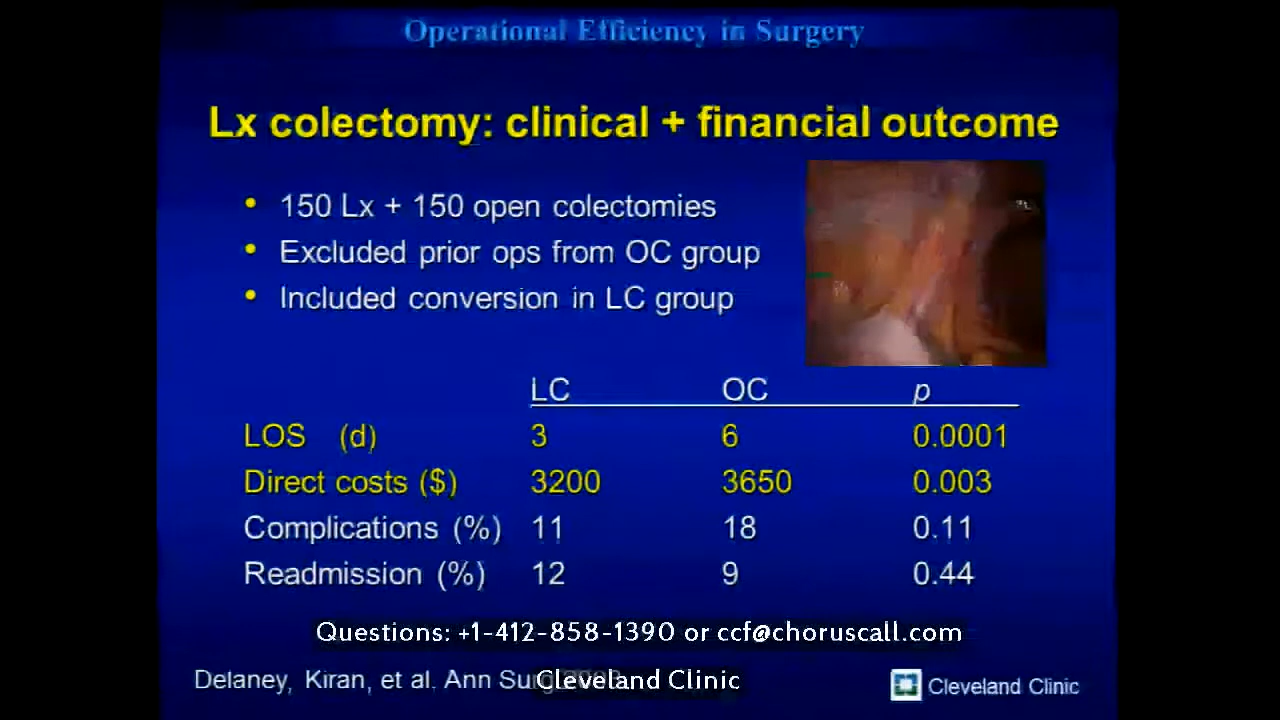 Operational Efficiency in Surgery
Lx colectomy: clinical + financial outcome
• 150 Lx + 150 open colectomies
• Excluded prior ops from OC group
• Included conversion in LC group
LC OC p
LOS (d) 3 6 0.0001
Direct costs ($) 3200 3650 0.003
Complications (%) 11 18 0.11
Readmission (%) 12 9 0.44
Questions: +1-412-858-1390 or ccf@choruscall.com
Delaney, Kiran, et al. Ann Surg
Cleveland Clinic
Cleveland Clinic